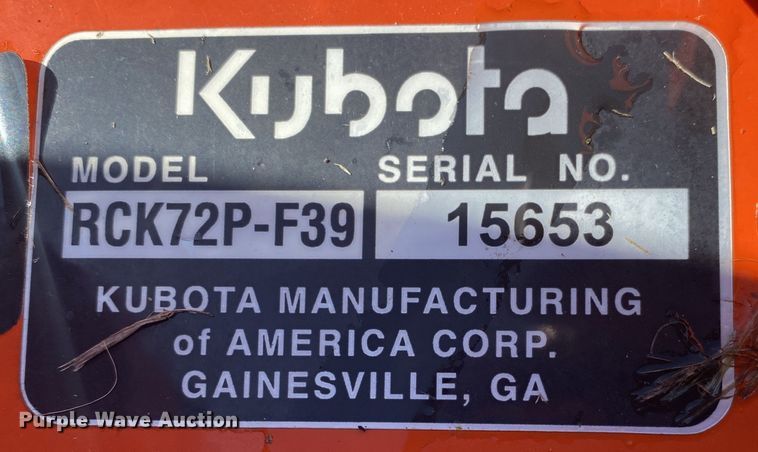 Kubota
MODEL SERIAL NO.
RCK72P-F39 15653
KUBOTA MANUFACTURING
of AMERICA CORP.
GAINESVILLE, GA
Purple Wave Auction